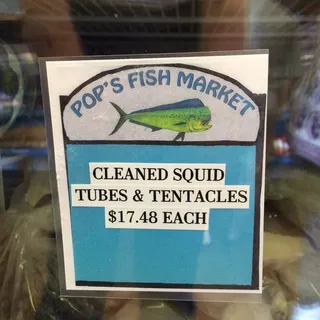 POP'S FISH MARKET
CLEANED SQUID
TUBES & TENTACLES
$17.48 EACH